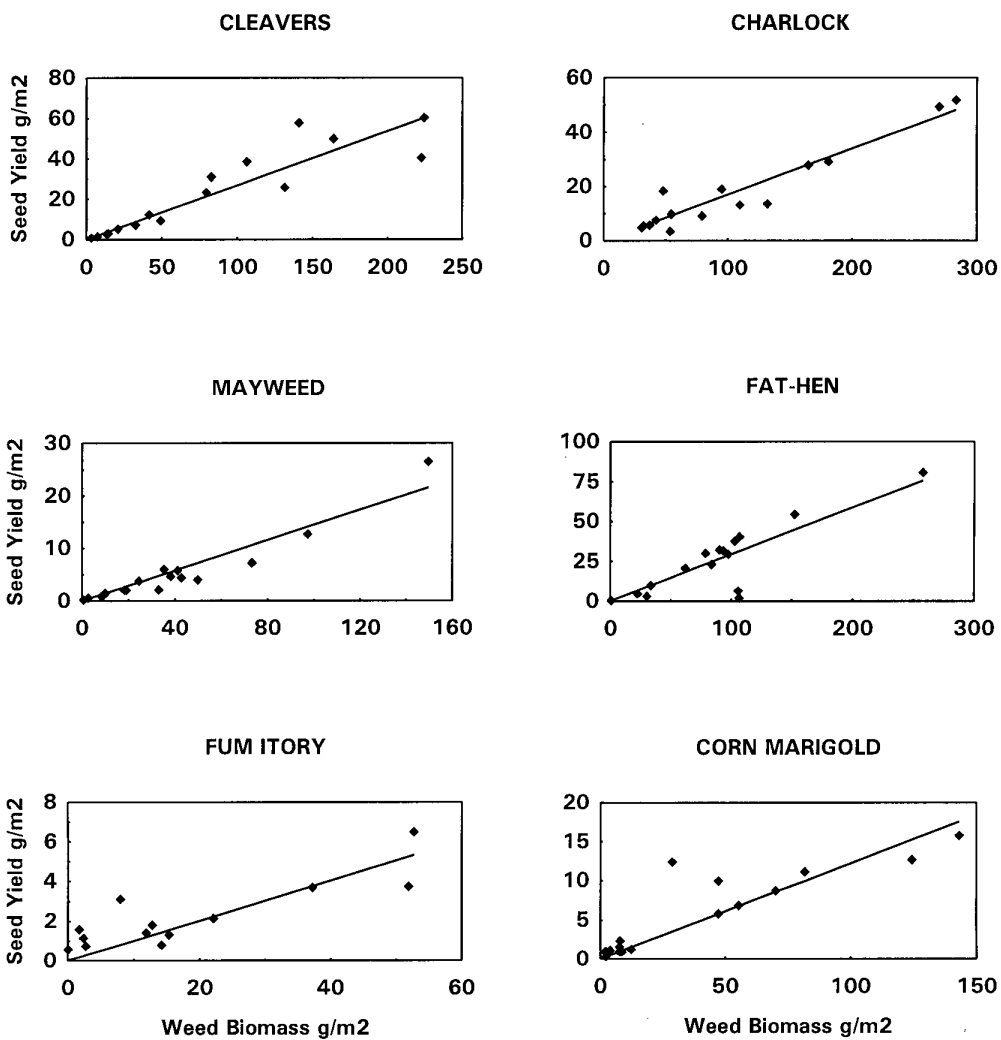 CLEAVERS
Seed Yield g/m2
80
60
40
20
0
0 50 100 150 200 250
CHARLOCK
60
40
20
0
0 100 200 300
MAYWEED
Seed Yield g/m2
30
20
10
0
0 40 80 120 160
FAT-HEN
100
75
50
25
0
0 100 200 300
FUM ITORY
Seed Yield g/m2
8
6
4
2
0
0 20 40 60
Weed Biomass g/m2
CORN MARIGOLD
20
15
10
5
0
0 50 100 150
Weed Biomass g/m2